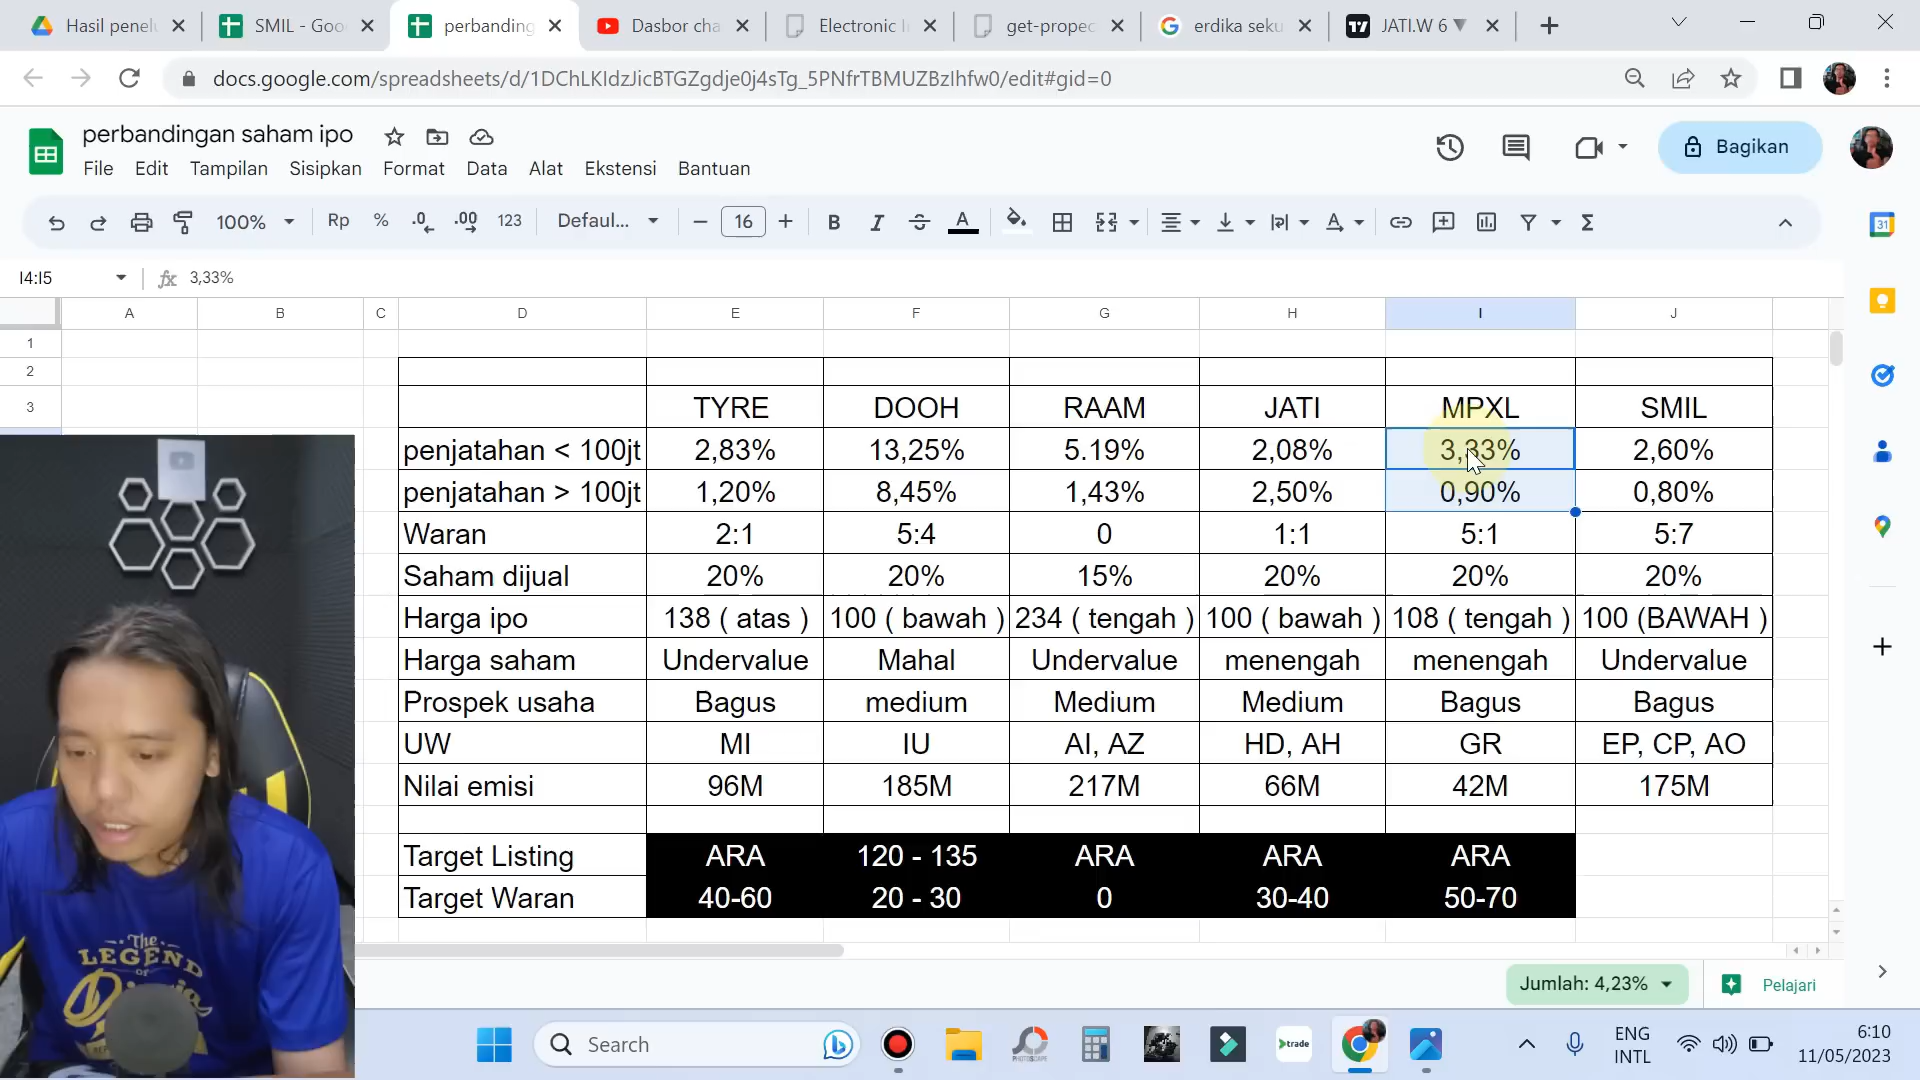 Hasil penel
SMIL - Goo
perbanding
Dasbor cha
Electronic I
get-propec
erdika seku
JATI.W 6
docs.google.com/spreadsheets/d/1DChLKIdzJicBTGZgdje0j4sTg_5PNfrTBMUZBzIhfw0/edit#gid=0
perbandingan saham ipo
File Edit Tampilan Sisipkan Format Data Alat Ekstensi Bantuan
Bagikan
100% Rp % .0 .00 123 Defaul... 16
I4:I5 fx 3,33%
A B C D E F G H I J
1
2
3 TYRE DOOH RAAM JATI MPXL SMIL
penjatahan < 100jt 2,83% 13,25% 5.19% 2,08% 3,33% 2,60%
penjatahan > 100jt 1,20% 8,45% 1,43% 2,50% 0,90% 0,80%
Waran 2:1 5:4 0 1:1 5:1 5:7
Saham dijual 20% 20% 15% 20% 20% 20%
Harga ipo 138 ( atas ) 100 ( bawah ) 234 ( tengah ) 100 ( bawah ) 108 ( tengah ) 100 (BAWAH )
Harga saham Undervalue Mahal Undervalue menengah menengah Undervalue
Prospek usaha Bagus medium Medium Medium Bagus Bagus
UW MI IU AI, AZ HD, AH GR EP, CP, AO
Nilai emisi 96M 185M 217M 66M 42M 175M
Target Listing ARA 120 - 135 ARA ARA ARA
Target Waran 40-60 20 - 30 0 30-40 50-70
The
LEGEND
of
Jumlah: 4,23%
Pelajari
Search
PHOTOSCAPE
trade
ENG
INTL
6:10
11/05/2023
31